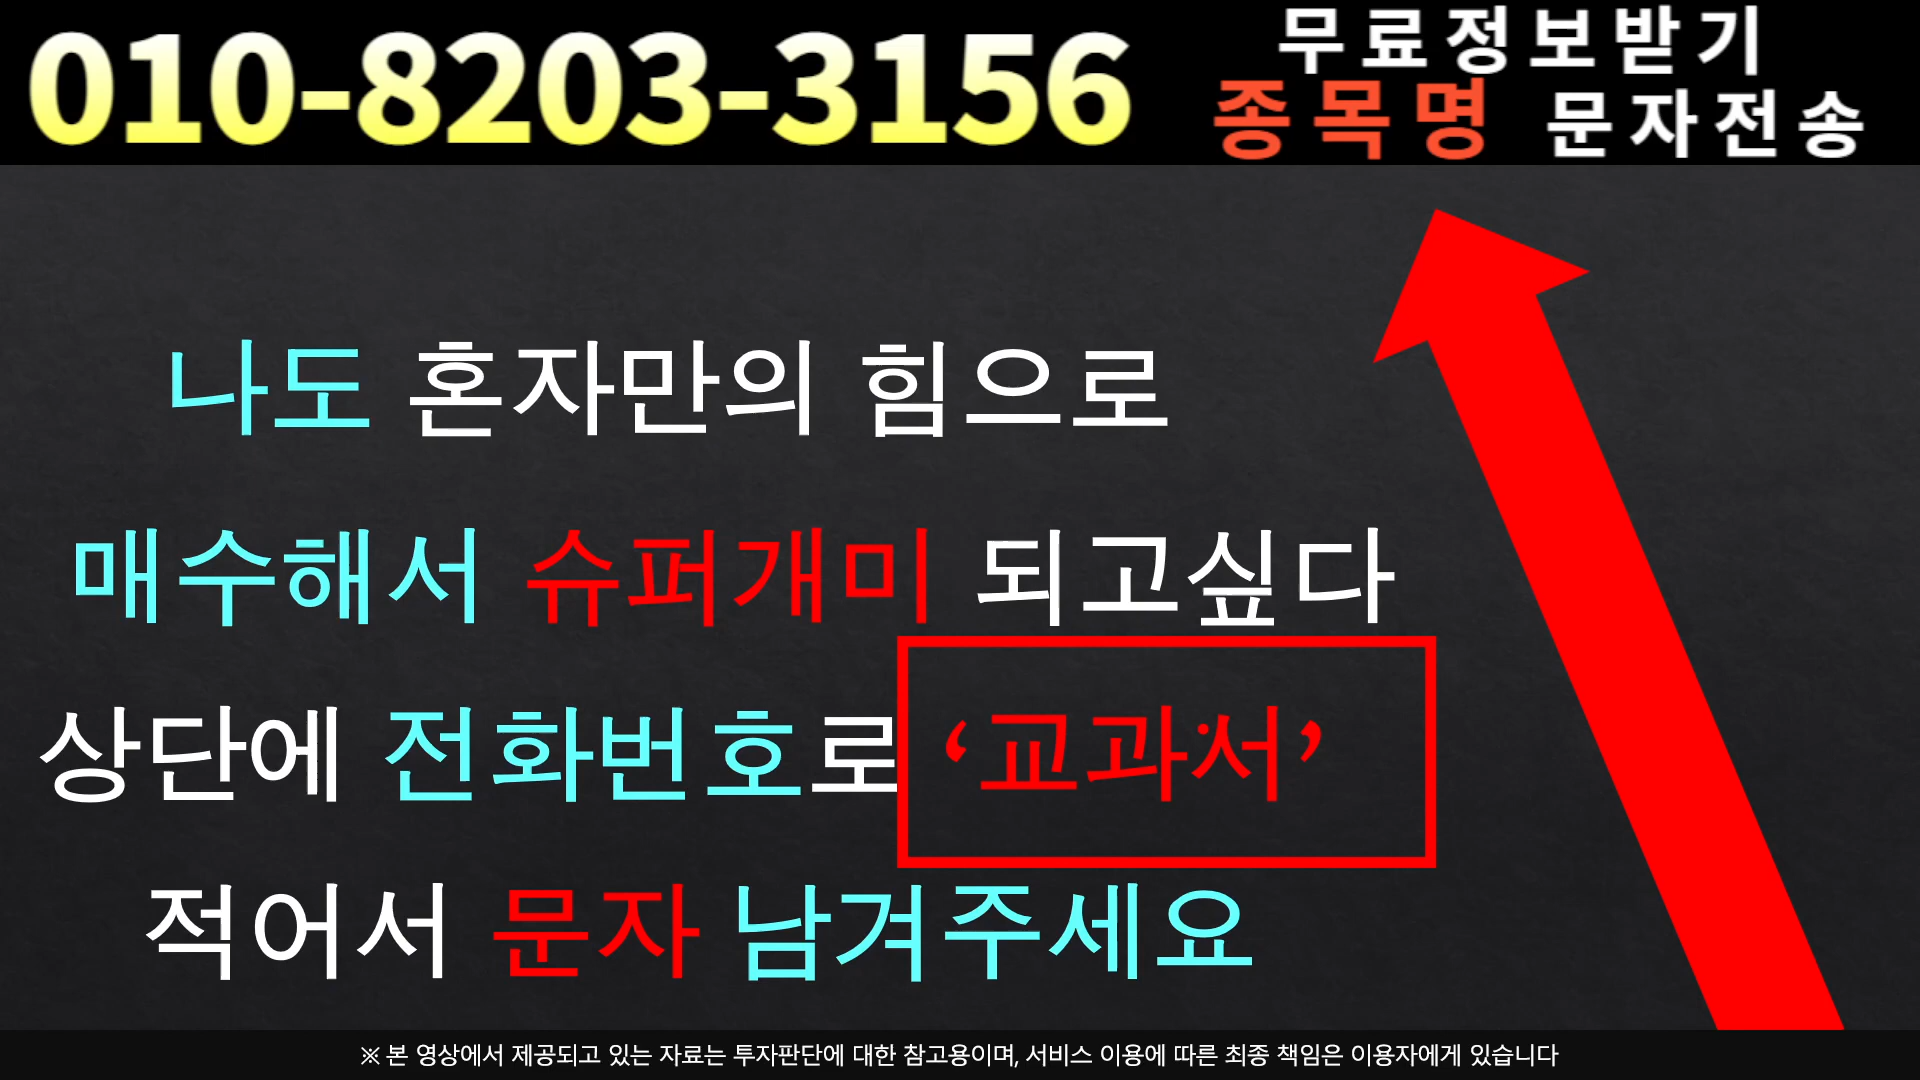 010-8203-3156
무료정보받기
종목명 문자전송
나도 혼자만의 힘으로
매수해서 슈퍼개미 되고싶다
상단에 전화번호로 ‘교과서’
적어서 문자 남겨주세요
※ 본 영상에서 제공되고 있는 자료는 투자판단에 대한 참고용이며, 서비스 이용에 따른 최종 책임은 이용자에게 있습니다